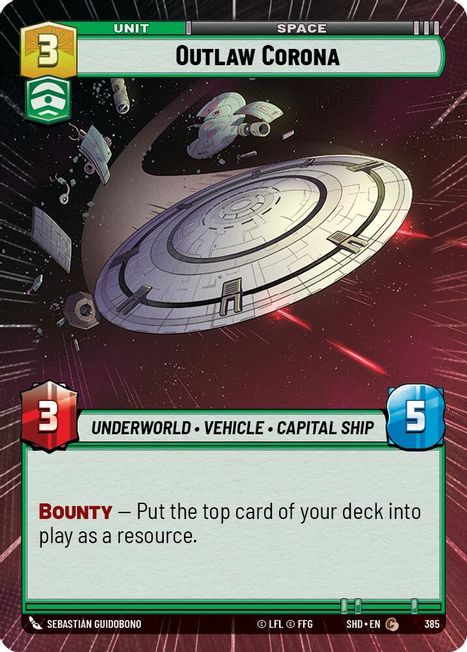 UNIT
SPACE
3
OUTLAW CORONA
3
UNDERWORLD • VEHICLE • CAPITAL SHIP
5
BOUNTY — Put the top card of your deck into
play as a resource.
SEBASTIÁN GUIDOBONO
© LFL © FFG
SHD • EN
C
385